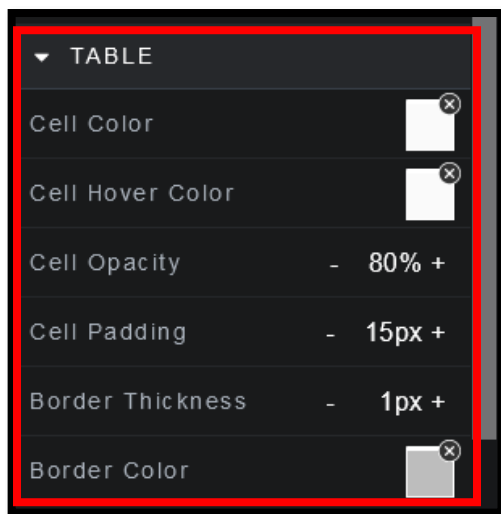 TABLE
Cell Color
Cell Hover Color
Cell Opacity - 80% +
Cell Padding - 15px +
Border Thickness - 1px +
Border Color